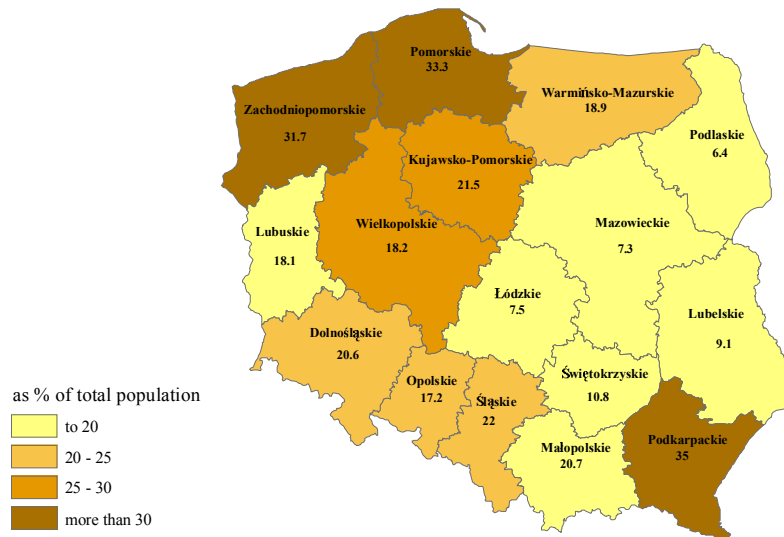 Pomorskie
33.3
Warmińsko-Mazurskie
18.9
Zachodniopomorskie
31.7
Podlaskie
6.4
Kujawsko-Pomorskie
21.5
Wielkopolskie
18.2
Mazowieckie
7.3
Lubuskie
18.1
Łódzkie
7.5
Lubelskie
9.1
Dolnośląskie
20.6
Opolskie
17.2
Śląskie
22
Świętokrzyskie
10.8
Małopolskie
20.7
Podkarpackie
35
as % of total population
to 20
20 - 25
25 - 30
more than 30